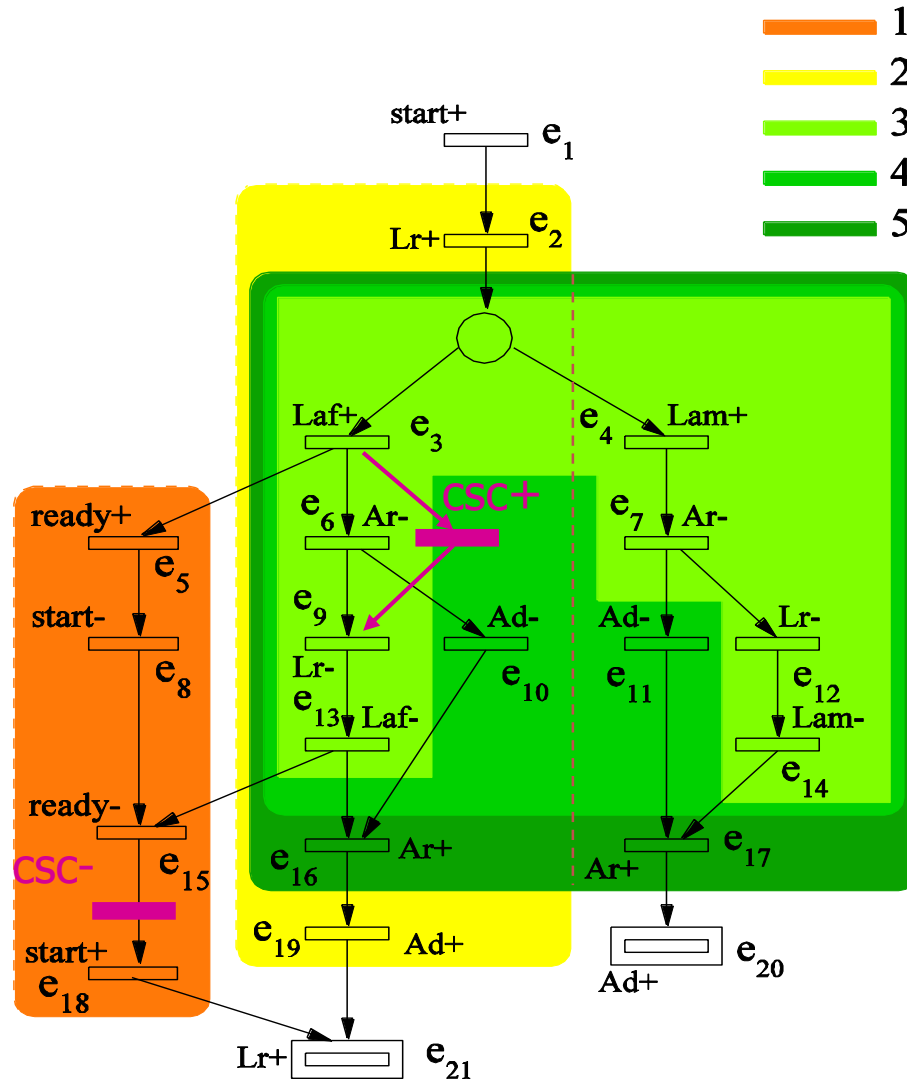 1
2
3
4
5
start+
e1
Lr+
e2
Laf+
e3
e4
Lam+
csc+
ready+
e5
e6
Ar-
e7
Ar-
start-
e8
e9
Lr-
Ad-
e10
Ad-
e11
Lr-
e12
e13
Laf-
Lam-
e14
ready-
e15
csc-
e16
Ar+
Ar+
e17
start+
e18
e19
Ad+
Ad+
e20
Lr+
e21